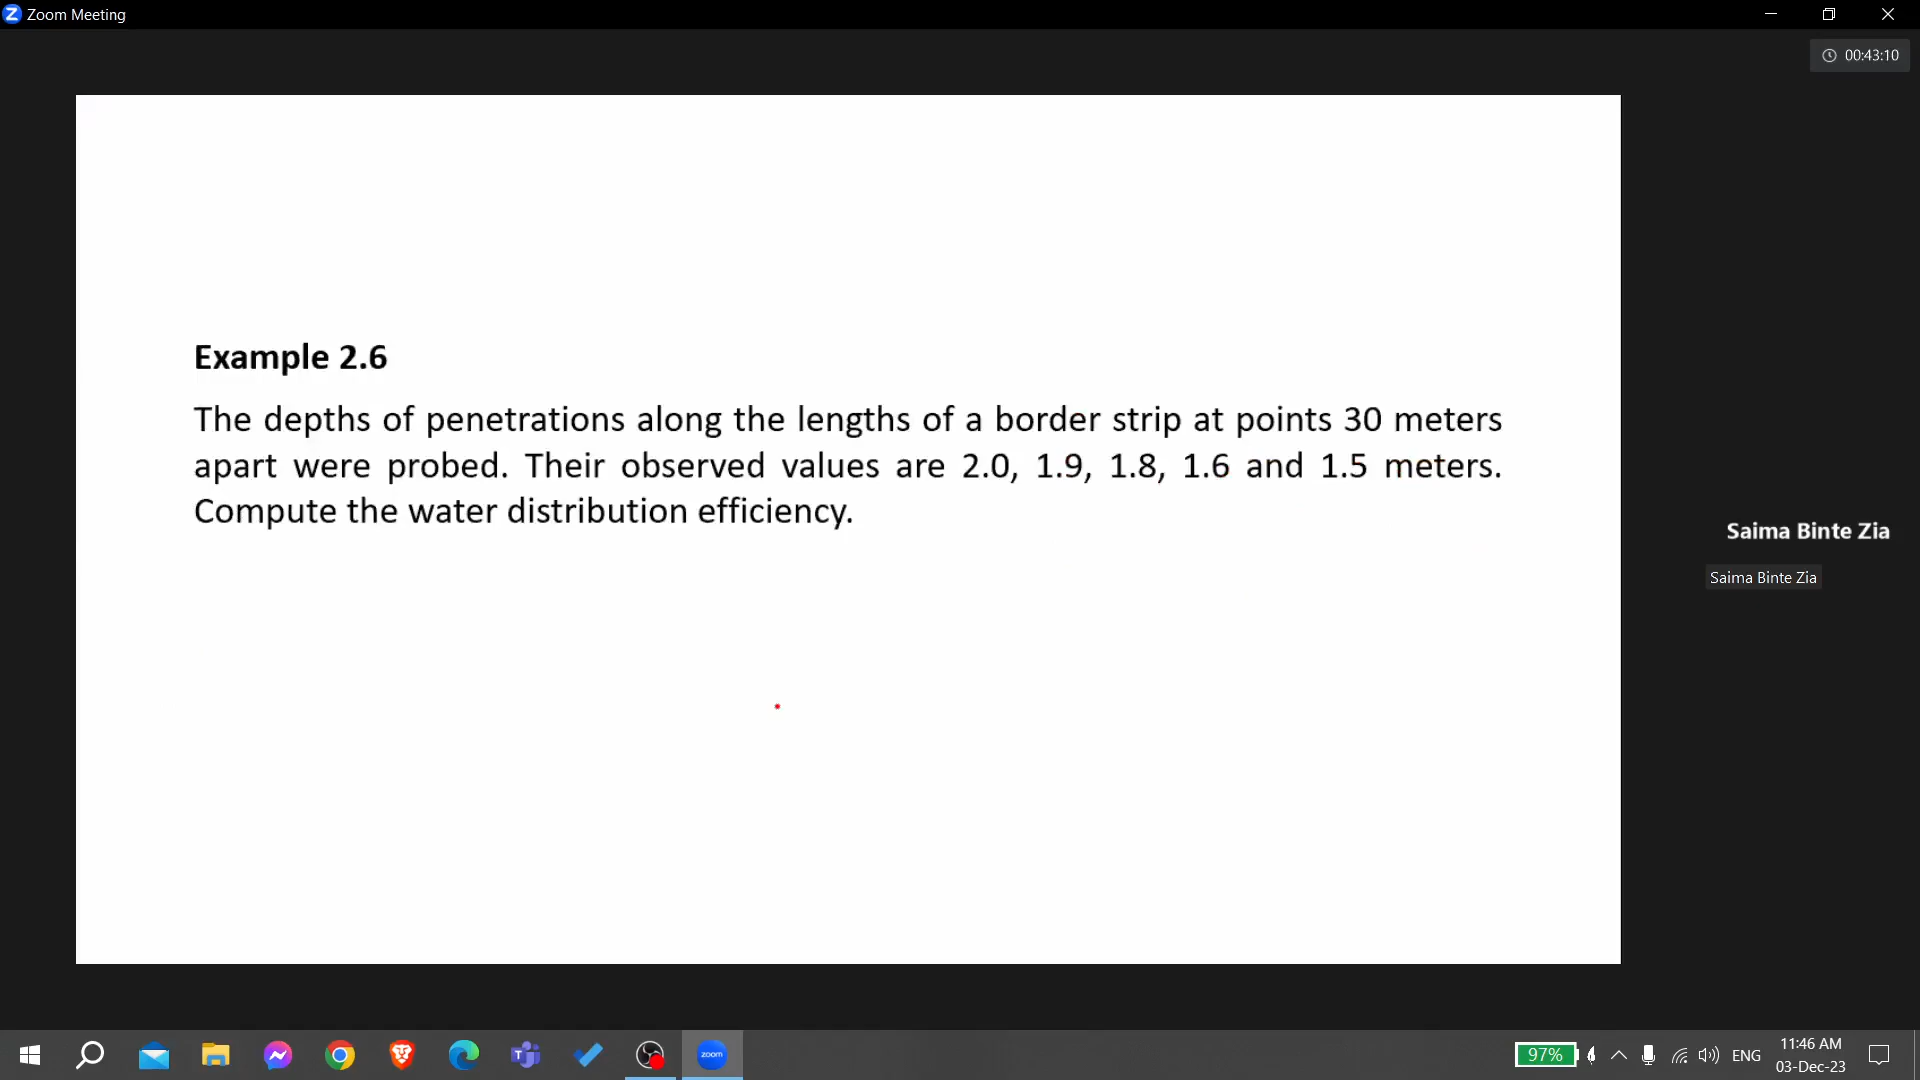 Zoom Meeting
00:43:10
Example 2.6
The depths of penetrations along the lengths of a border strip at points 30 meters
apart were probed. Their observed values are 2.0, 1.9, 1.8, 1.6 and 1.5 meters.
Compute the water distribution efficiency.
Saima Binte Zia
Saima Binte Zia
zoom
97%
ENG
11:46 AM
03-Dec-23